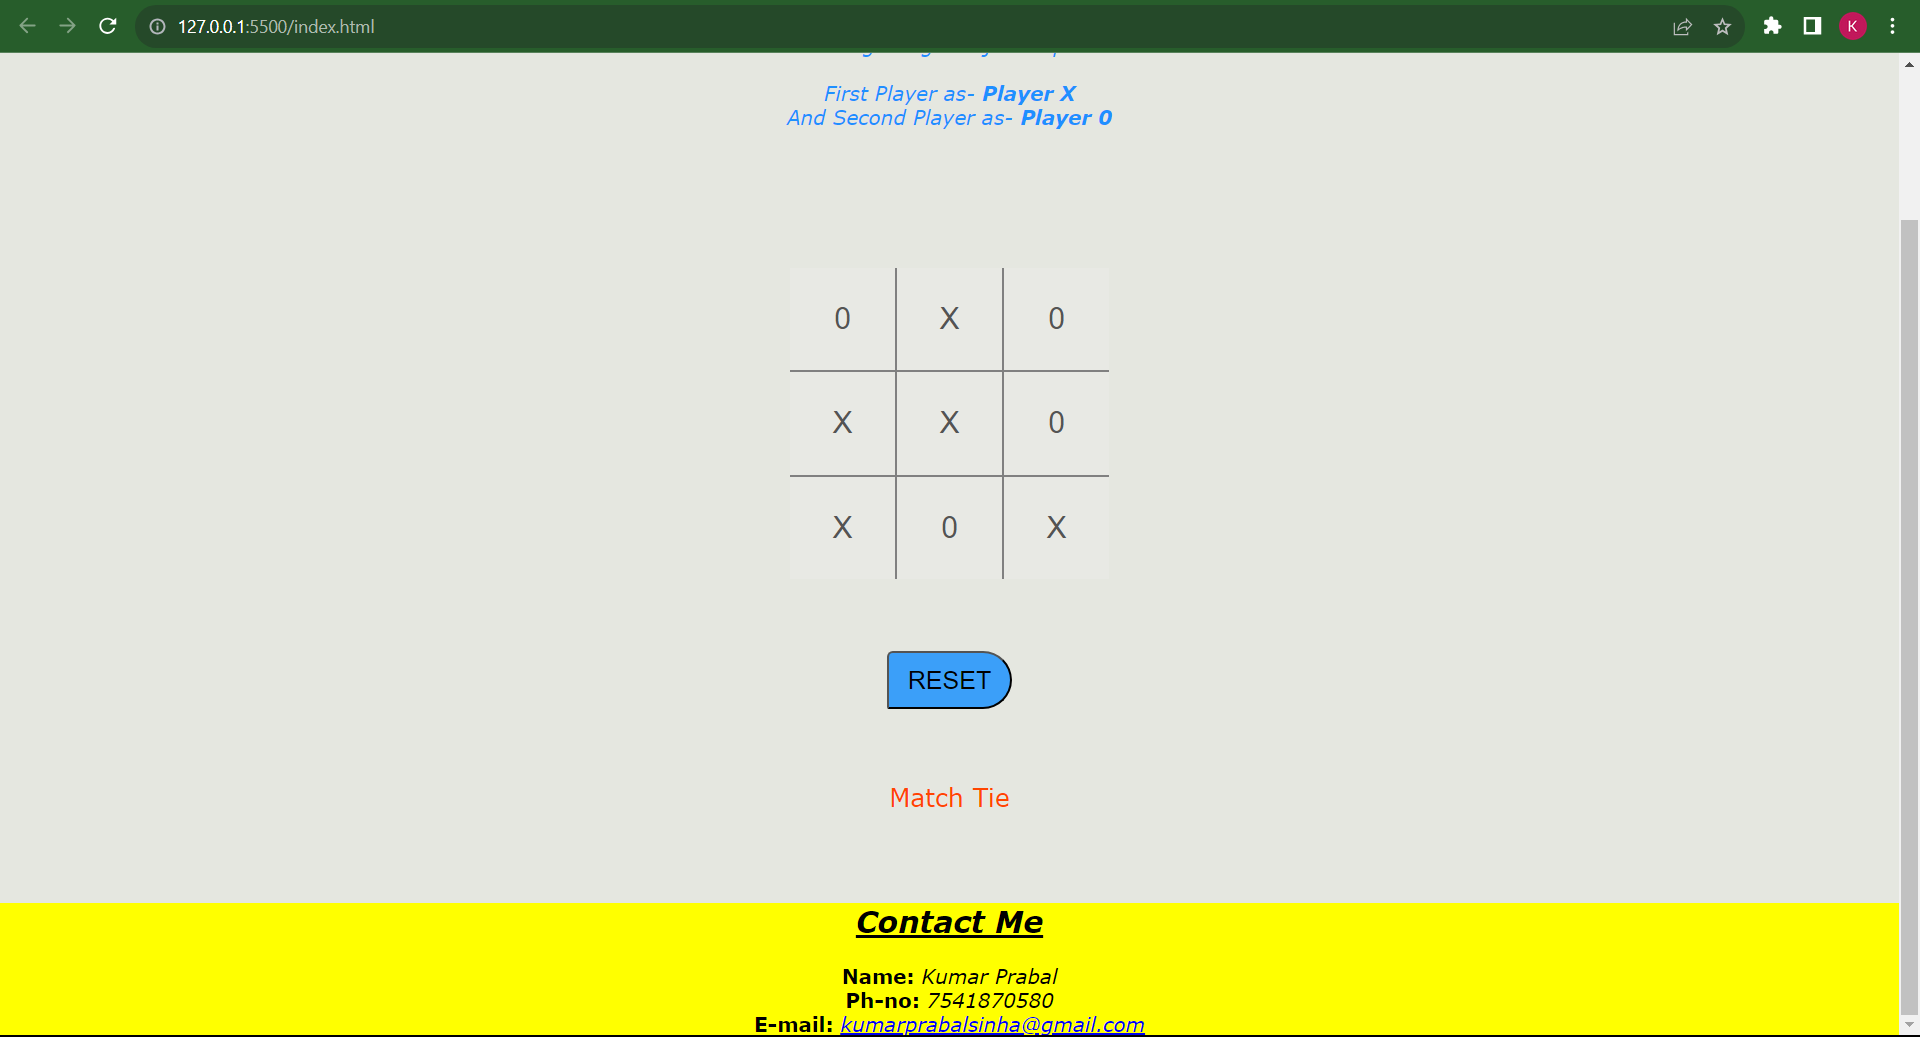 127.0.0.1:5500/index.html
K
First Player as- Player X
And Second Player as- Player 0
0 X 0
X X 0
X 0 X
RESET
Match Tie
Contact Me
Name: Kumar Prabal
Ph-no: 7541870580
E-mail: kumarprabalsinha@gmail.com